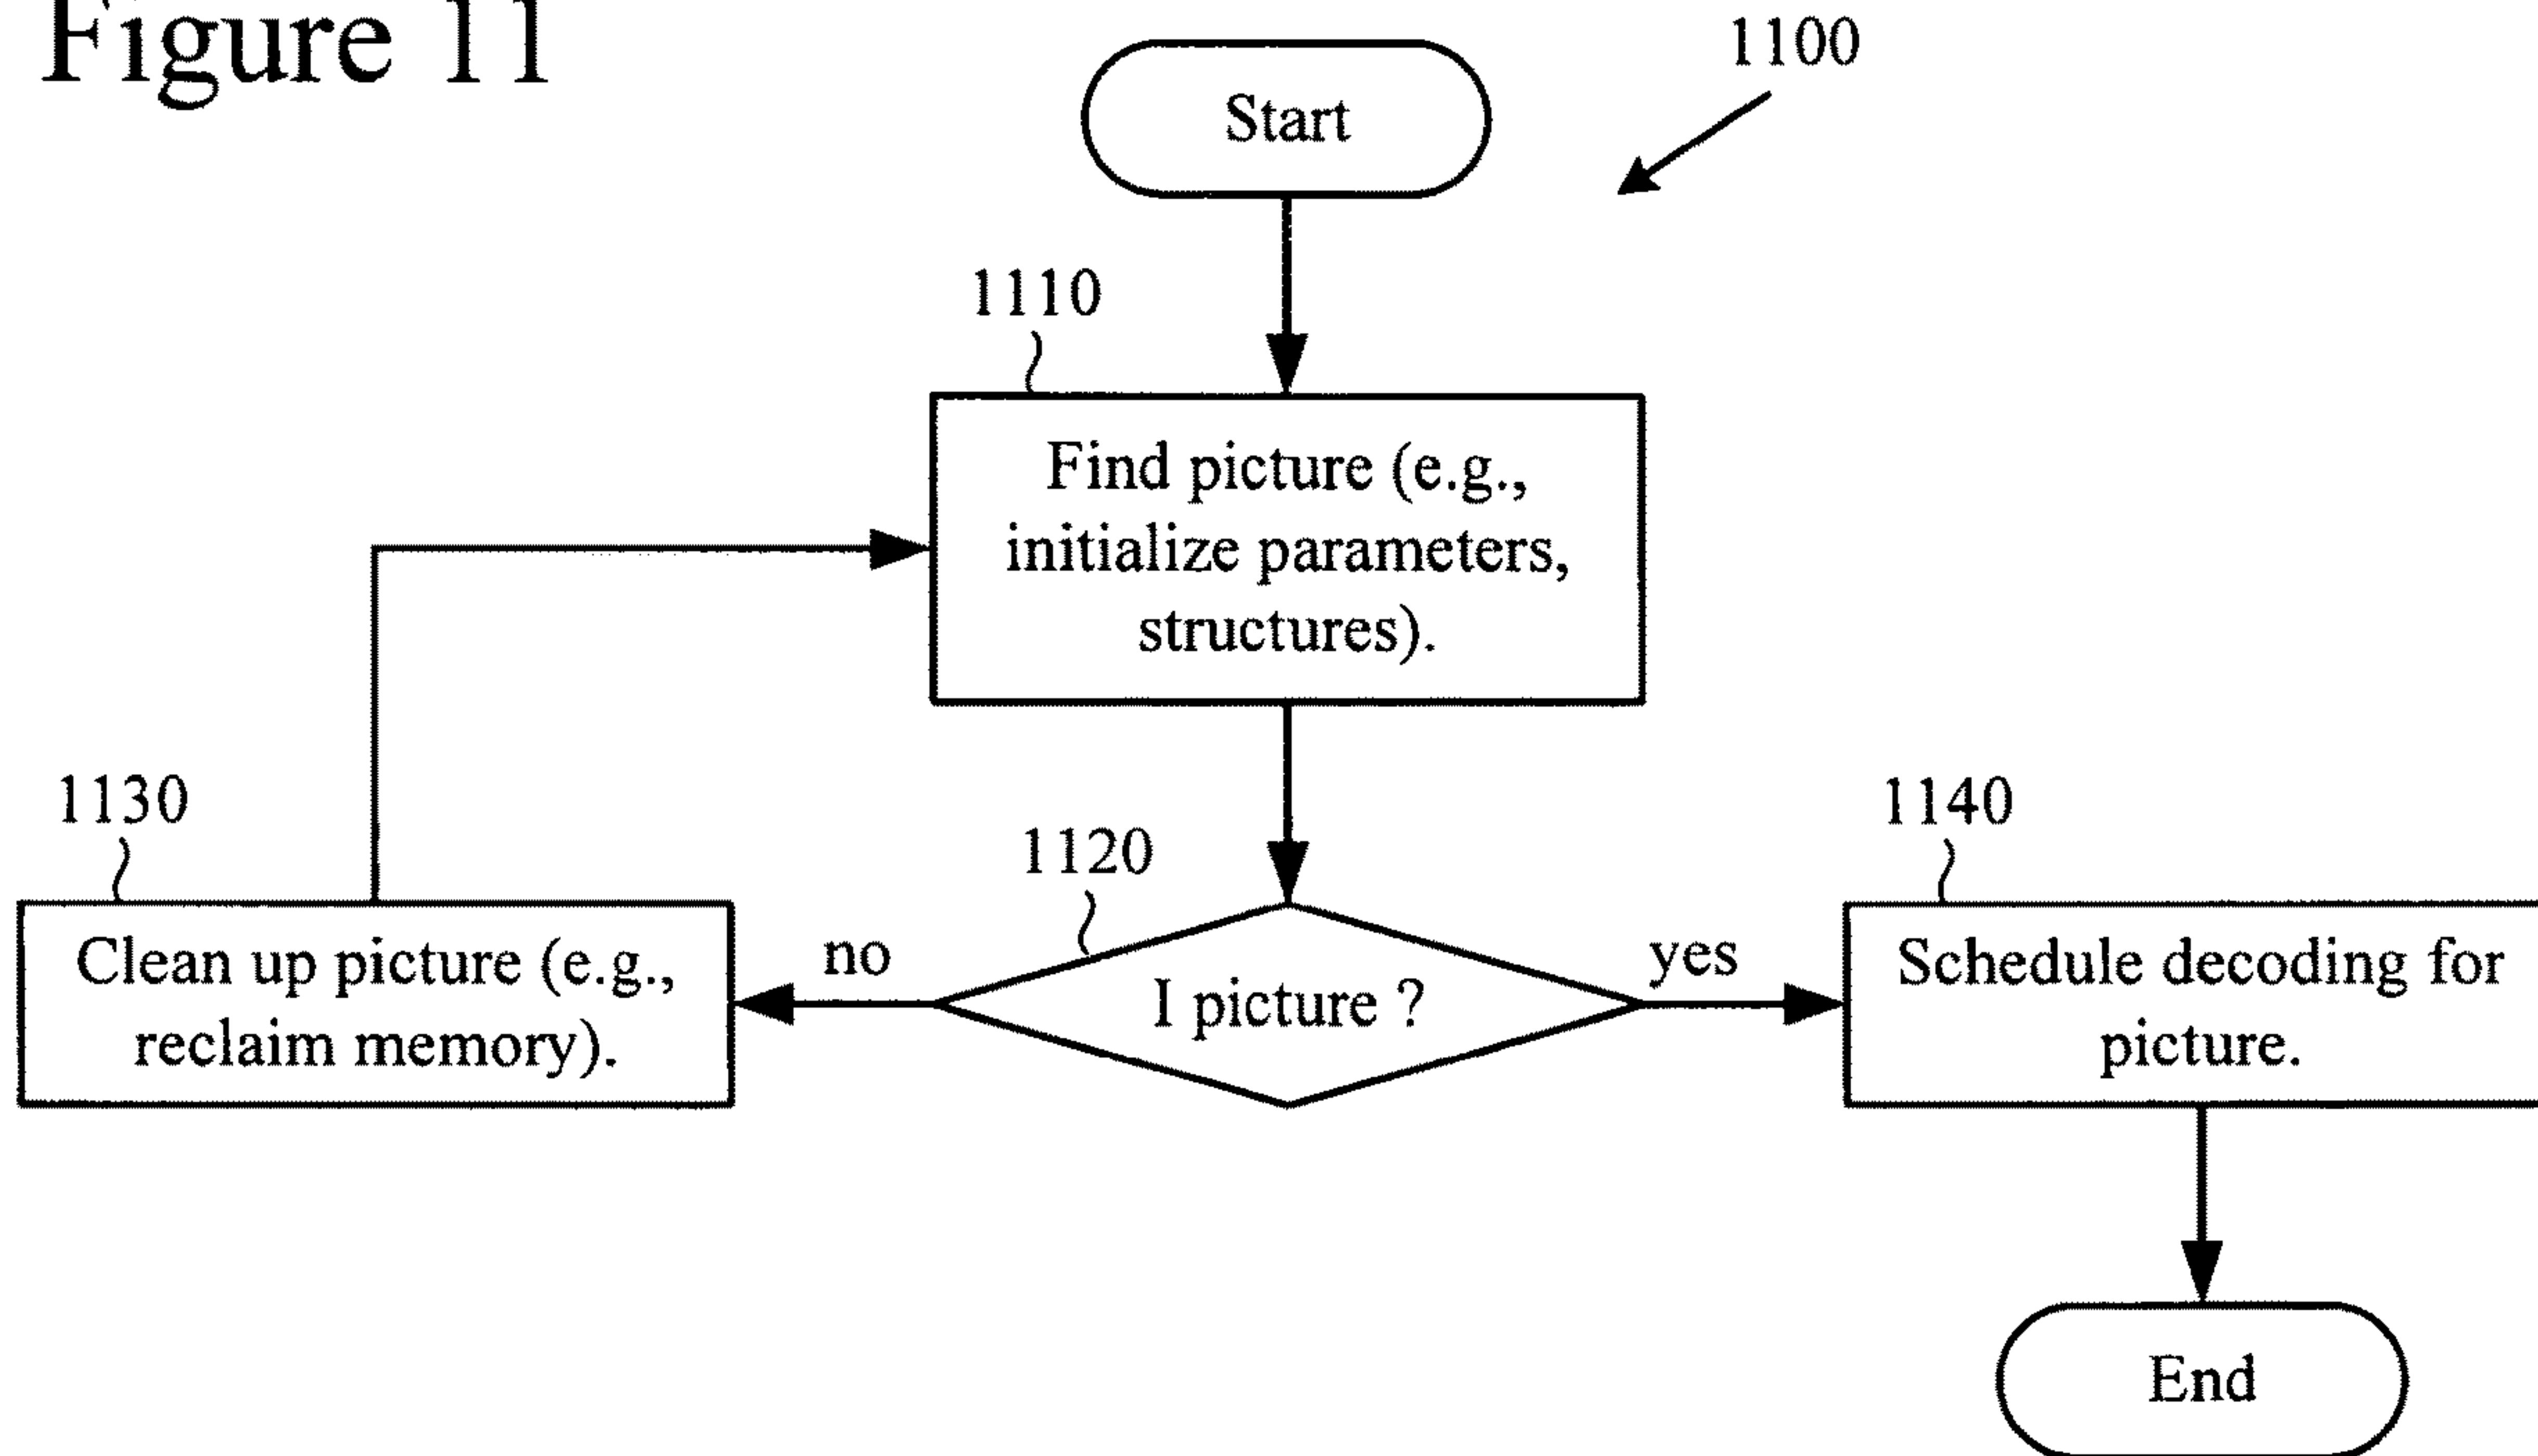 Figure 11
1100
Start
1110
Find picture (e.g.,
initialize parameters,
structures).
1130
1120
1140
no
I picture ?
yes
Clean up picture (e.g.,
reclaim memory).
Schedule decoding for
picture.
End